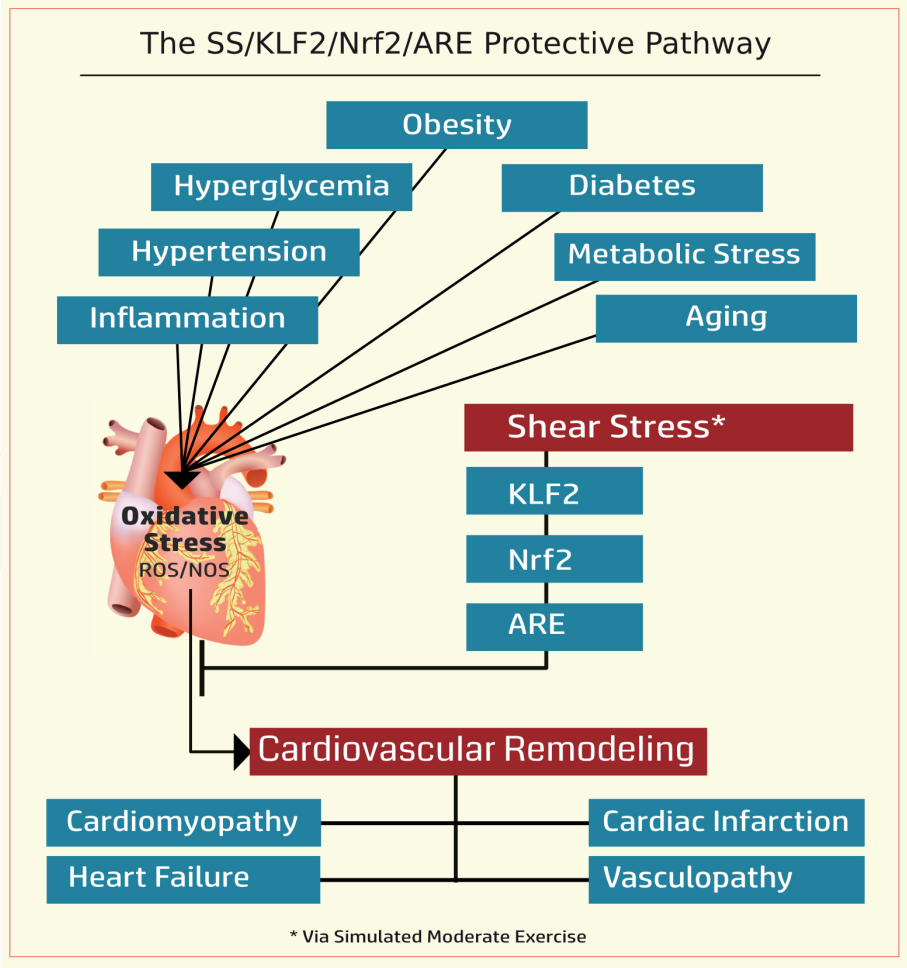 The SS/KLF2/Nrf2/ARE Protective Pathway
Obesity
Hyperglycemia
Diabetes
Hypertension
Metabolic Stress
Inflammation
Aging
Shear Stress*
KLF2
Oxidative
Stress
ROS/NOS
Nrf2
ARE
Cardiovascular Remodeling
Cardiomyopathy
Cardiac Infarction
Heart Failure
Vasculopathy
* Via Simulated Moderate Exercise